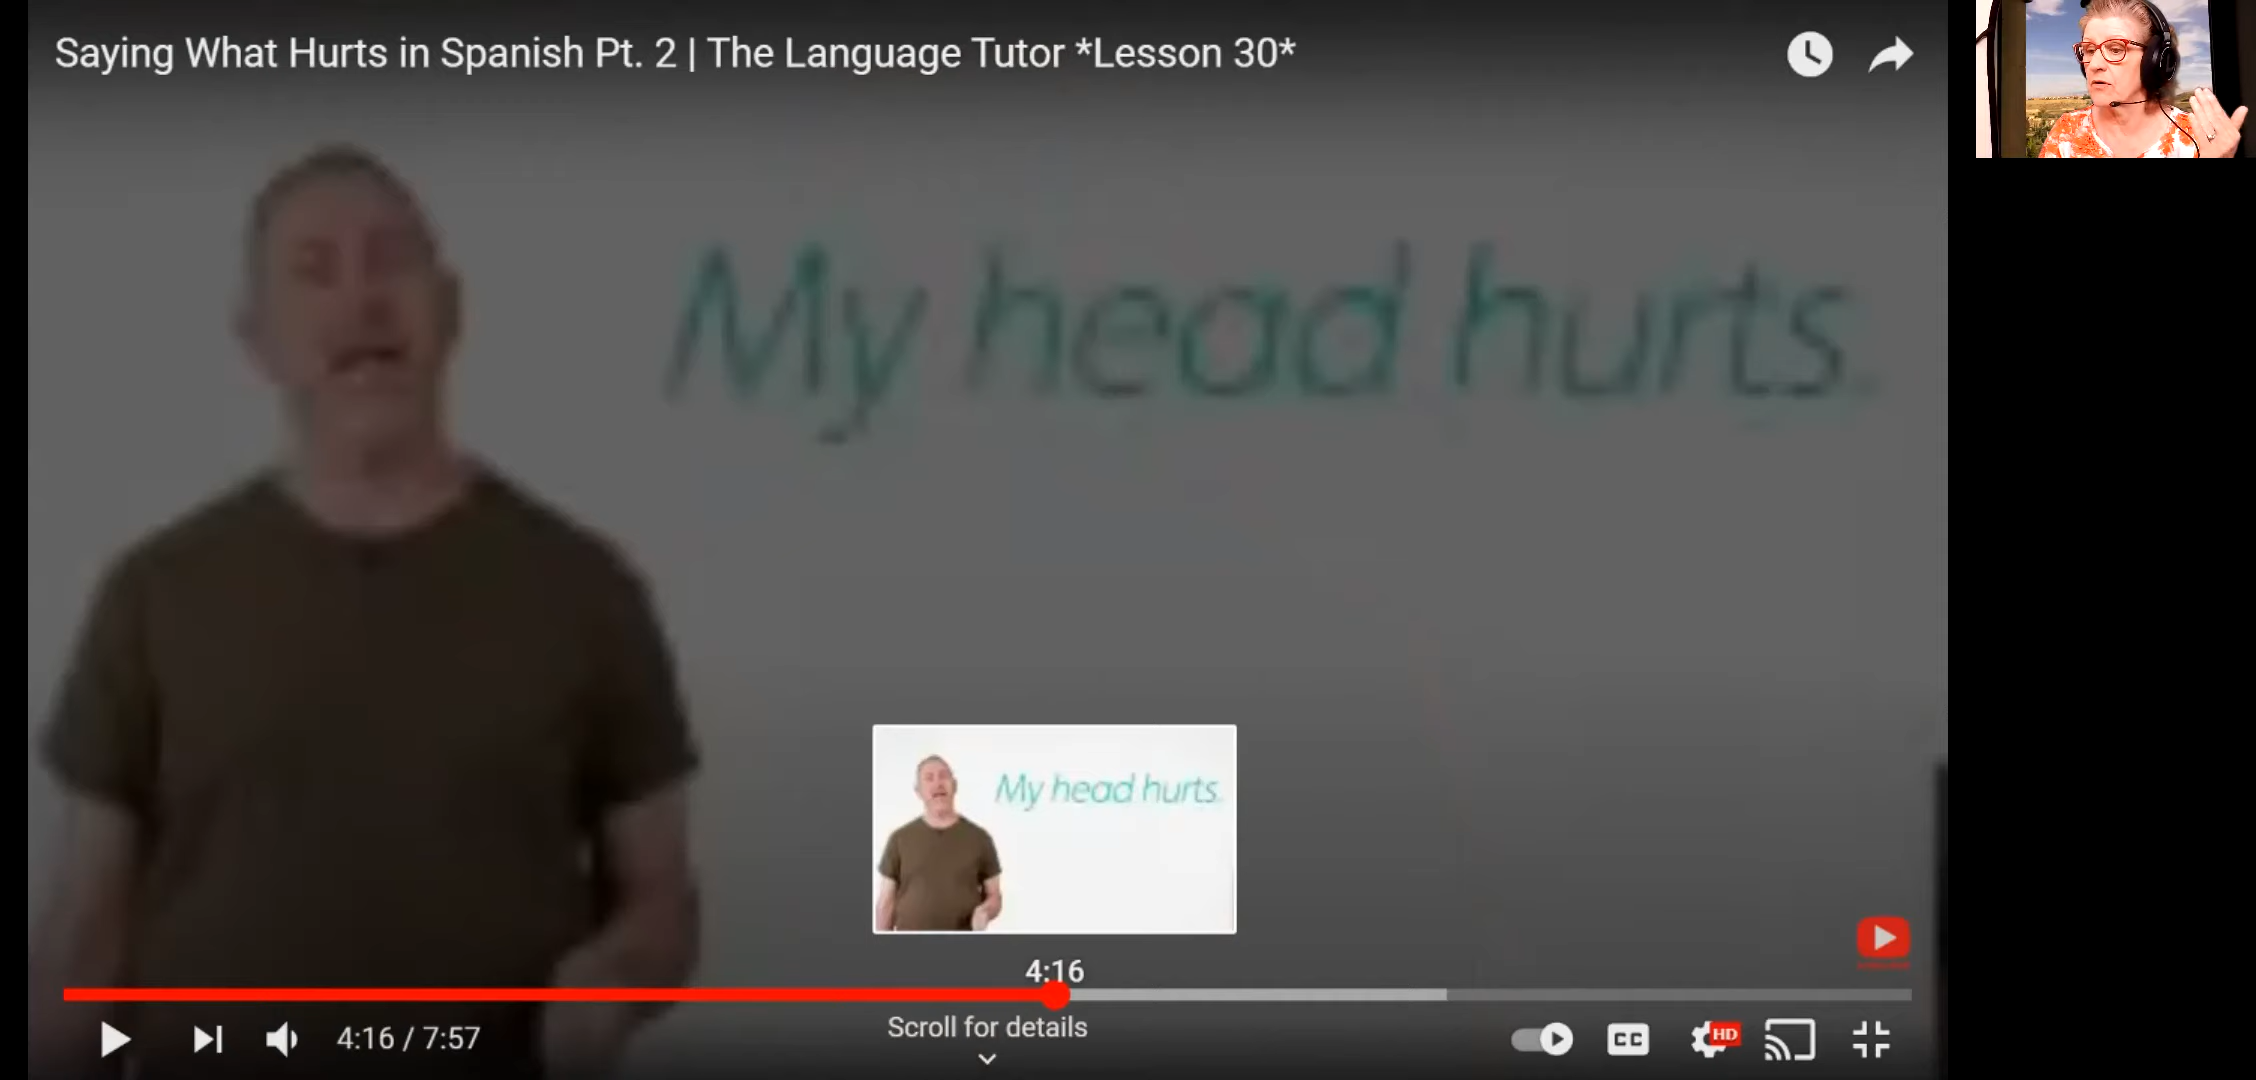 Saying What Hurts in Spanish Pt. 2 | The Language Tutor *Lesson 30*
My head hurts.
My head hurts.
4:16
4:16 / 7:57
Scroll for details
CC
HD